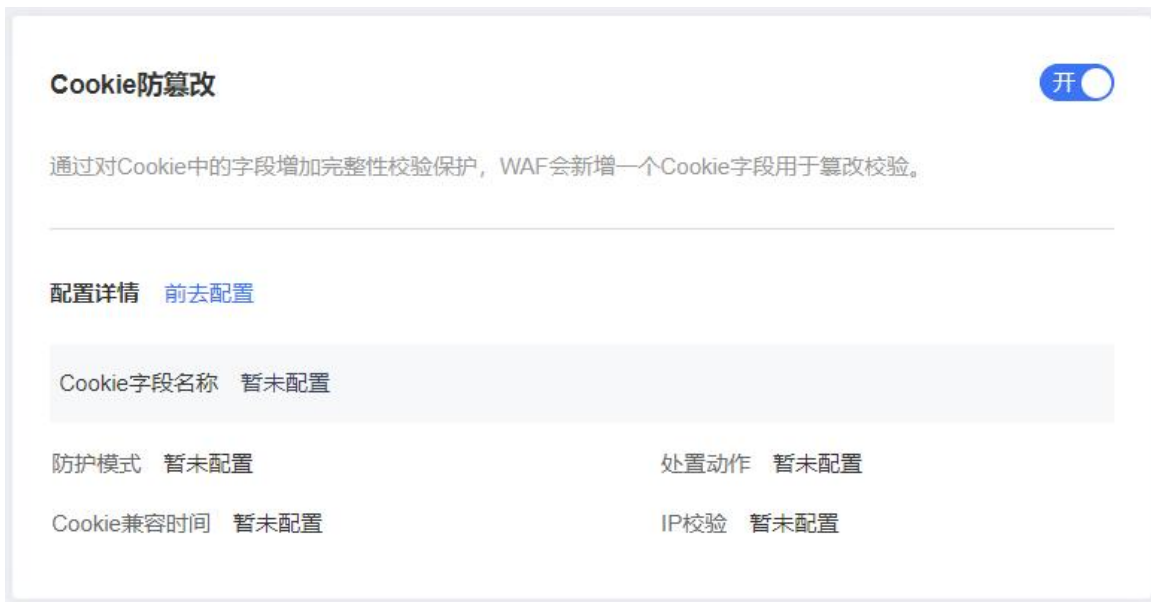 Cookie防篡改
开
通过对Cookie中的字段增加完整性校验保护，WAF会新增一个Cookie字段用于篡改校验。
配置详情 前去配置
Cookie字段名称 暂未配置
防护模式 暂未配置 处置动作 暂未配置
Cookie兼容时间 暂未配置 IP校验 暂未配置